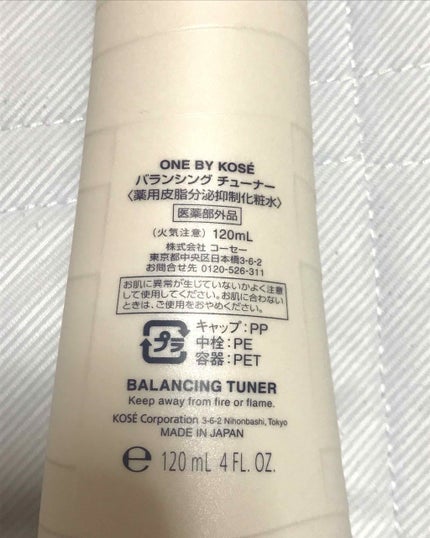 ONE BY KOSÉ
バランシング チューナー
〈薬用皮脂分泌抑制化粧水〉
医薬部外品
(火気注意) 120mL
株式会社 コーセー
東京都中央区日本橋3-6-2
お問合せ先 0120-526-311
お肌に異常が生じていないかよく注意
して使用してください。お肌に合わない
ときは、ご使用をおやめください。
プラ
キャップ:PP
中栓:PE
容器:PET
BALANCING TUNER
Keep away from fire or flame.
KOSÉ Corporation 3-6-2 Nihonbashi, Tokyo
MADE IN JAPAN
℮ 120 mL 4 FL. OZ.